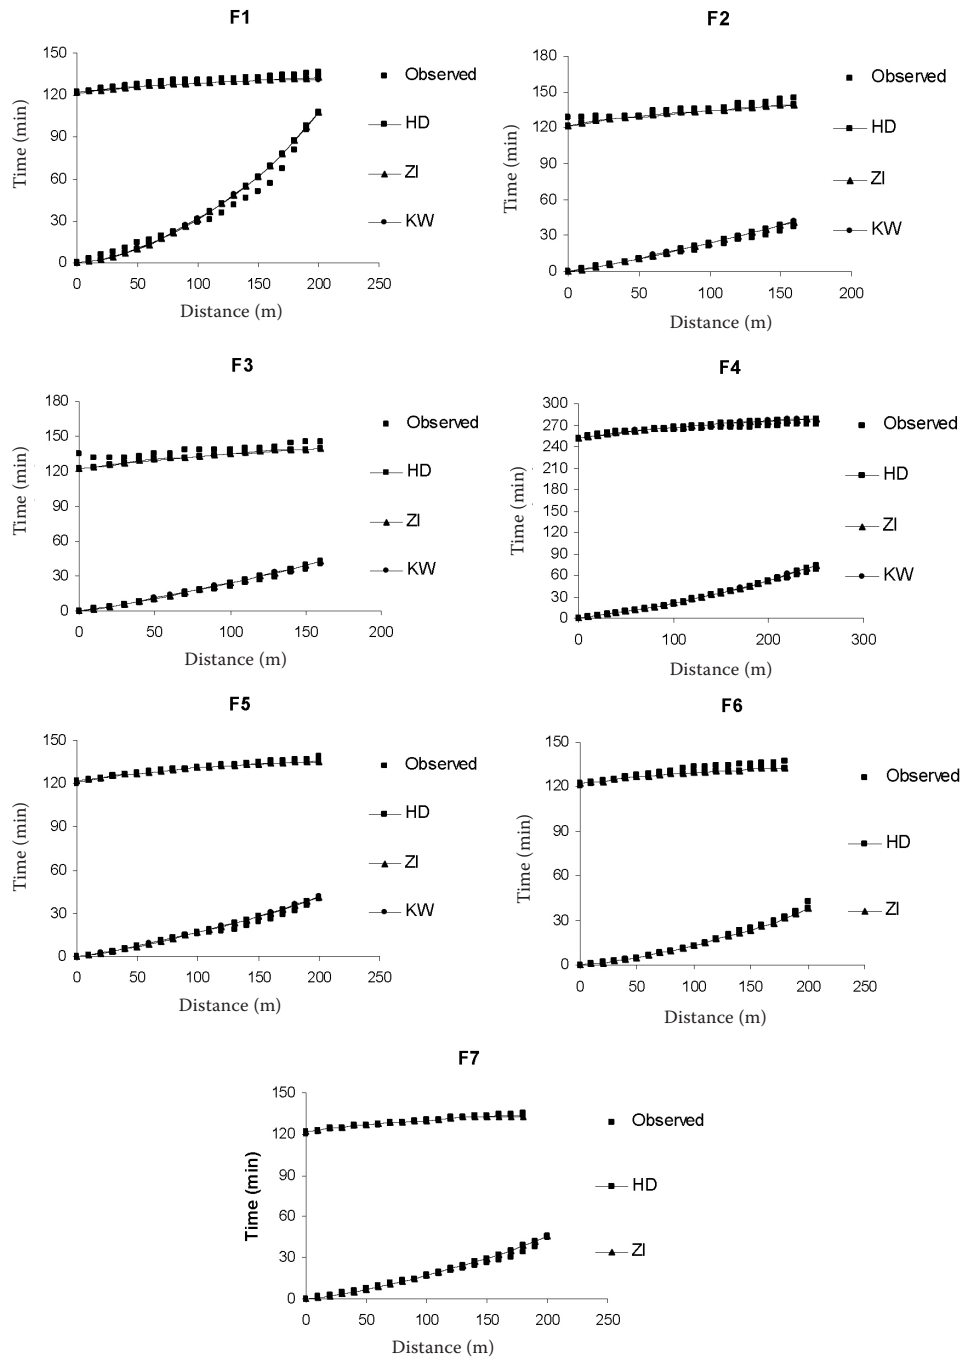 F1
150
120
90
60
30
0
0 50 100 150 200 250
Time (min)
Distance (m)
Observed
HD
ZI
KW
F2
180
150
120
90
60
30
0
0 50 100 150 200
Time (min)
Distance (m)
Observed
HD
ZI
KW
F3
180
150
120
90
60
30
0
0 50 100 150 200
Time (min)
Distance (m)
Observed
HD
ZI
KW
F4
300
270
240
210
180
150
120
90
60
30
0
0 100 200 300
Time (min)
Distance (m)
Observed
HD
ZI
KW
F5
150
120
90
60
30
0
0 50 100 150 200 250
Time (min)
Distance (m)
Observed
HD
ZI
KW
F6
150
120
90
60
30
0
0 50 100 150 200 250
Time (min)
Distance (m)
Observed
HD
ZI
F7
150
120
90
60
30
0
0 50 100 150 200 250
Time (min)
Distance (m)
Observed
HD
ZI